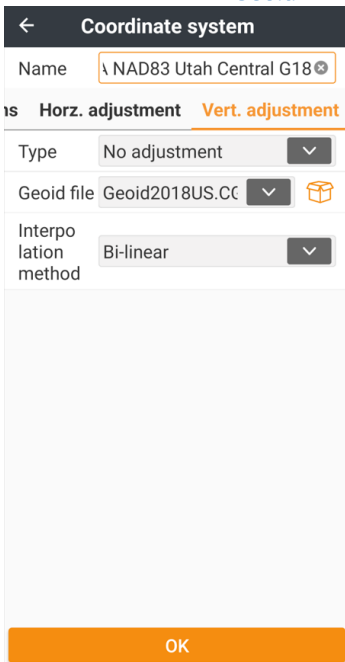 Coordinate system
Name NAD83 Utah Central G18
Horz. adjustment Vert. adjustment
Type No adjustment
Geoid file Geoid2018US.CG
Interpo
lation
method
Bi-linear
OK